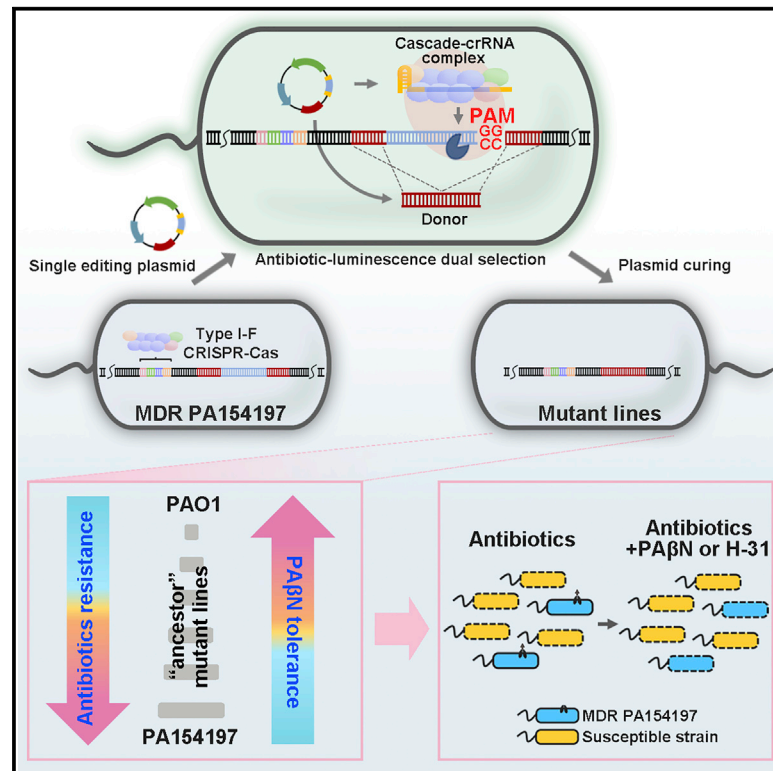 Cascade-crRNA
complex
PAM
GG
CC
Donor
Single editing plasmid
Antibiotic-luminescence dual selection
Plasmid curing
Type I-F
CRISPR-Cas
MDR PA154197
Mutant lines
Antibiotics resistance
PAO1
"ancestor"
mutant lines
PA154197
PAβN tolerance
Antibiotics
Antibiotics
+PAβN or H-31
MDR PA154197
Susceptible strain